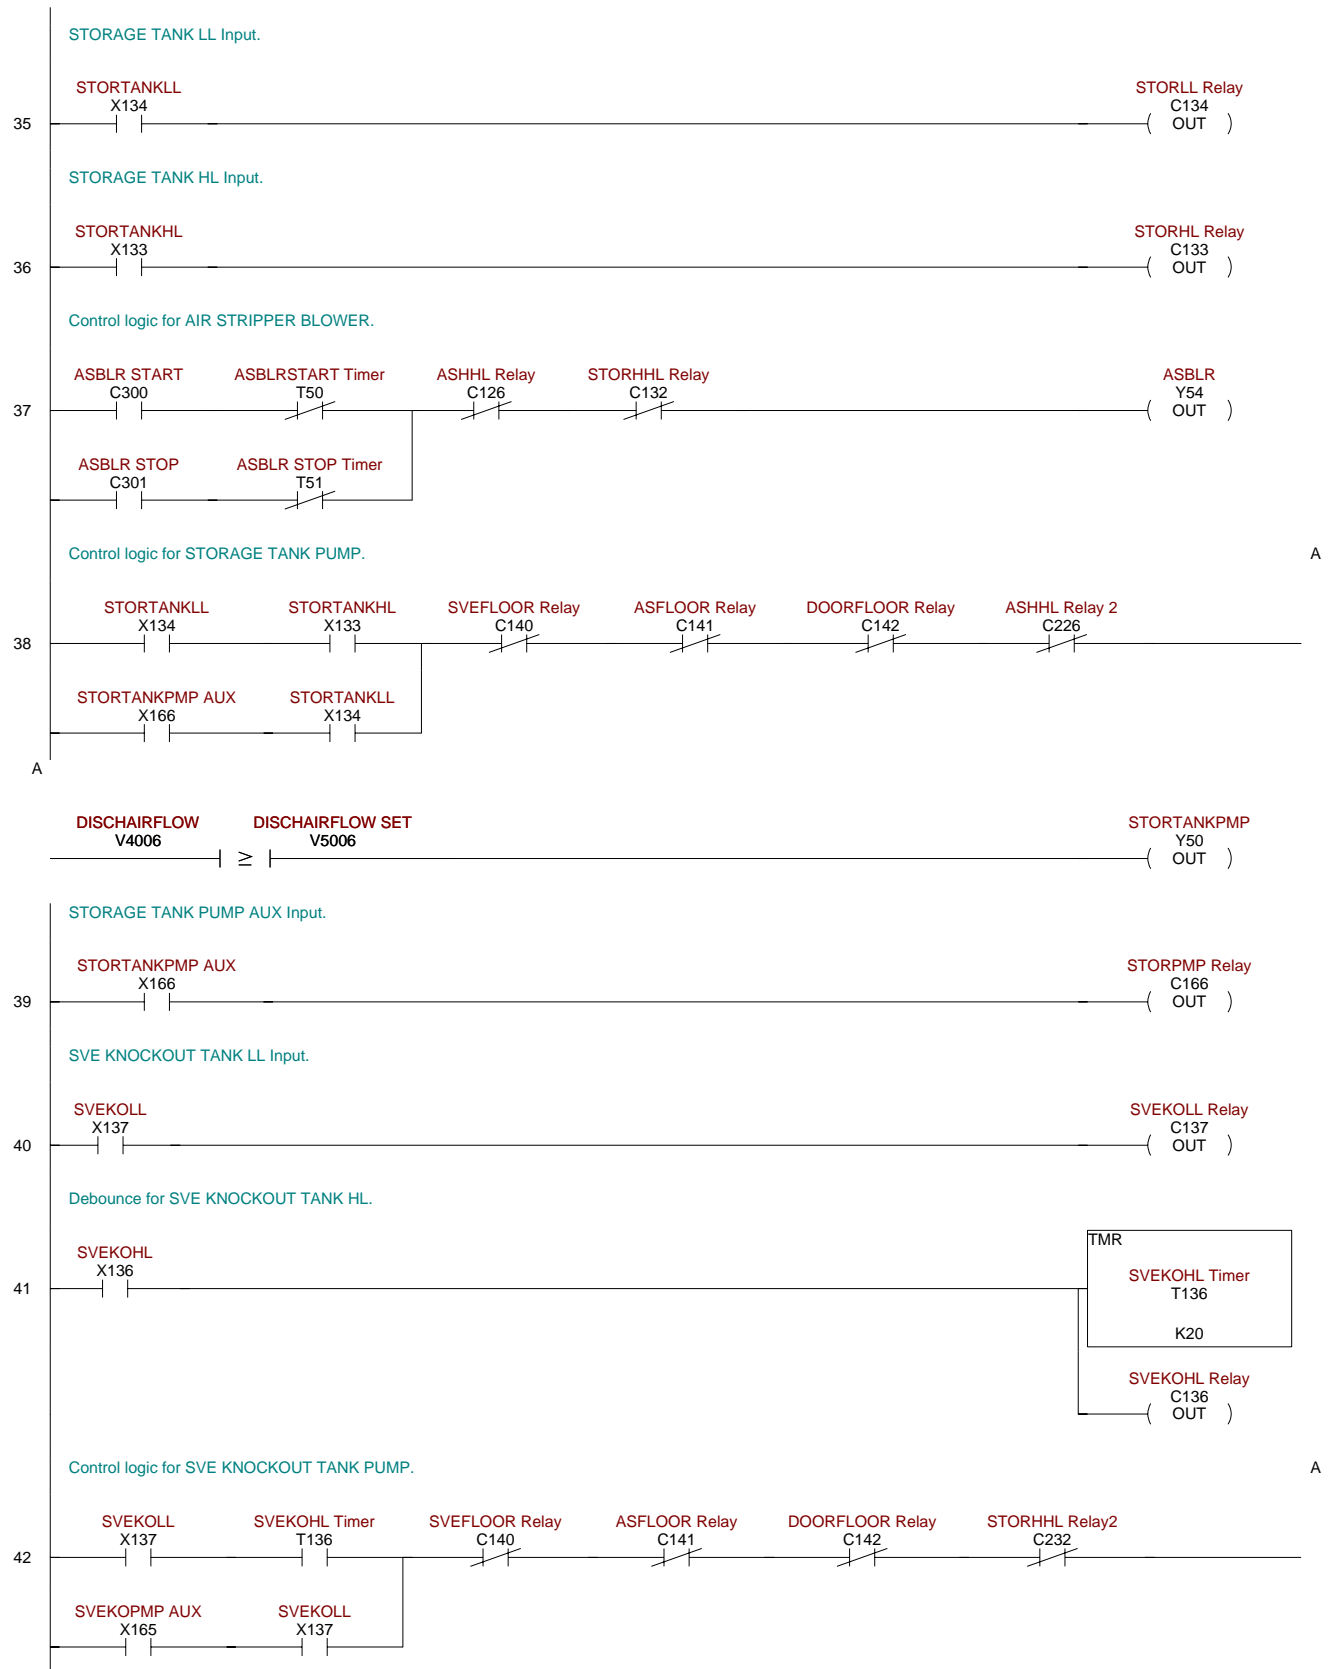 STORAGE TANK LL Input.
STORTANKLL STORLL Relay
X134 C134
35 OUT
STORAGE TANK HL Input.
STORTANKHL STORHL Relay
X133 C133
36 OUT
Control logic for AIR STRIPPER BLOWER.
ASBLR START ASBLRSTART Timer ASHHL Relay STORHHL Relay ASBLR
C300 T50 C126 C132 Y54
37 OUT
ASBLR STOP ASBLR STOP Timer
C301 T51
Control logic for STORAGE TANK PUMP. A
STORTANKLL STORTANKHL SVEFLOOR Relay ASFLOOR Relay DOORFLOOR Relay ASHHL Relay 2
X134 X133 C140 C141 C142 C226
38
STORTANKPMP AUX STORTANKLL
X166 X134
A
DISCHAIRFLOW DISCHAIRFLOW SET STORTANKPMP
V4006 V5006 Y50
≥ OUT
STORAGE TANK PUMP AUX Input.
STORTANKPMP AUX STORPMP Relay
X166 C166
39 OUT
SVE KNOCKOUT TANK LL Input.
SVEKOLL SVEKOLL Relay
X137 C137
40 OUT
Debounce for SVE KNOCKOUT TANK HL.
TMR
SVEKOHL
X136
SVEKOHL Timer
41 T136
K20
SVEKOHL Relay
C136
OUT
Control logic for SVE KNOCKOUT TANK PUMP. A
SVEKOLL SVEKOHL Timer SVEFLOOR Relay ASFLOOR Relay DOORFLOOR Relay STORHHL Relay2
X137 T136 C140 C141 C142 C232
42
SVEKOPMP AUX SVEKOLL
X165 X137